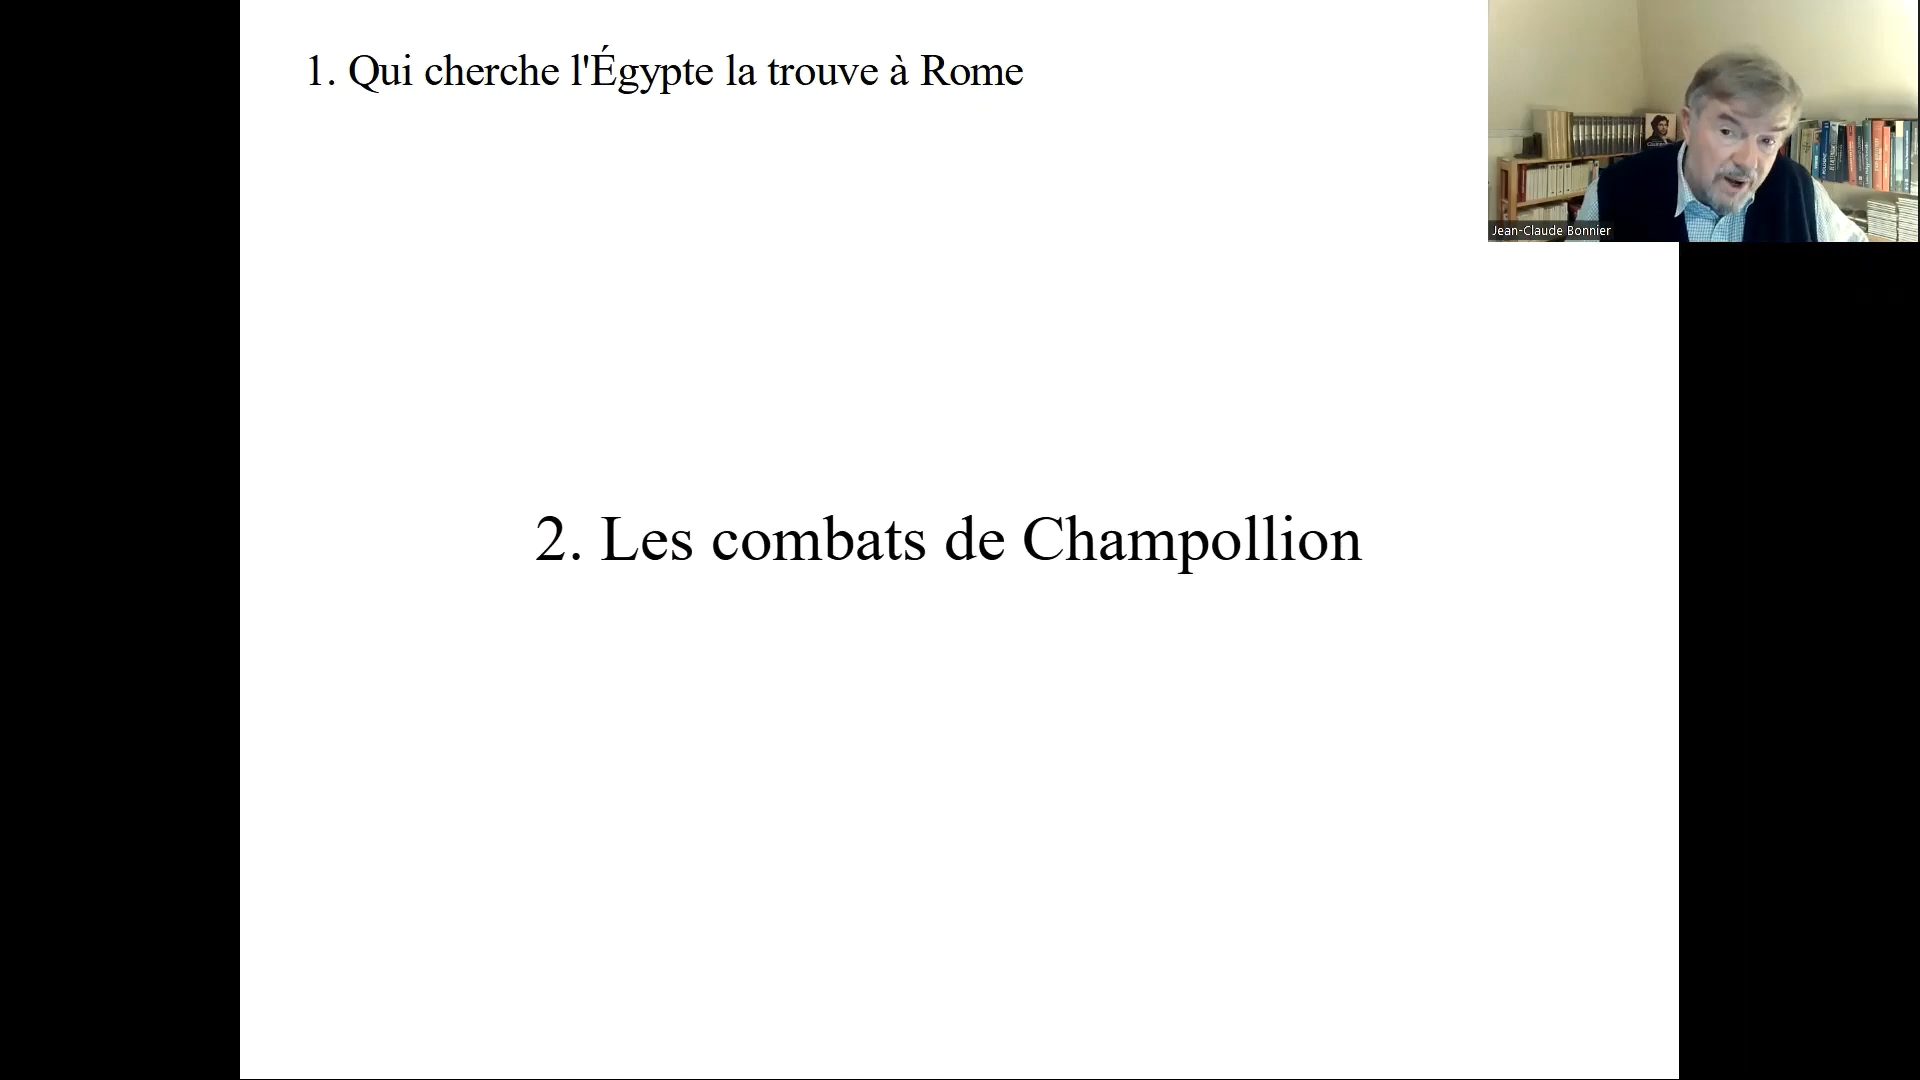 1. Qui cherche l'Égypte la trouve à Rome
Jean-Claude Bonnier
2. Les combats de Champollion